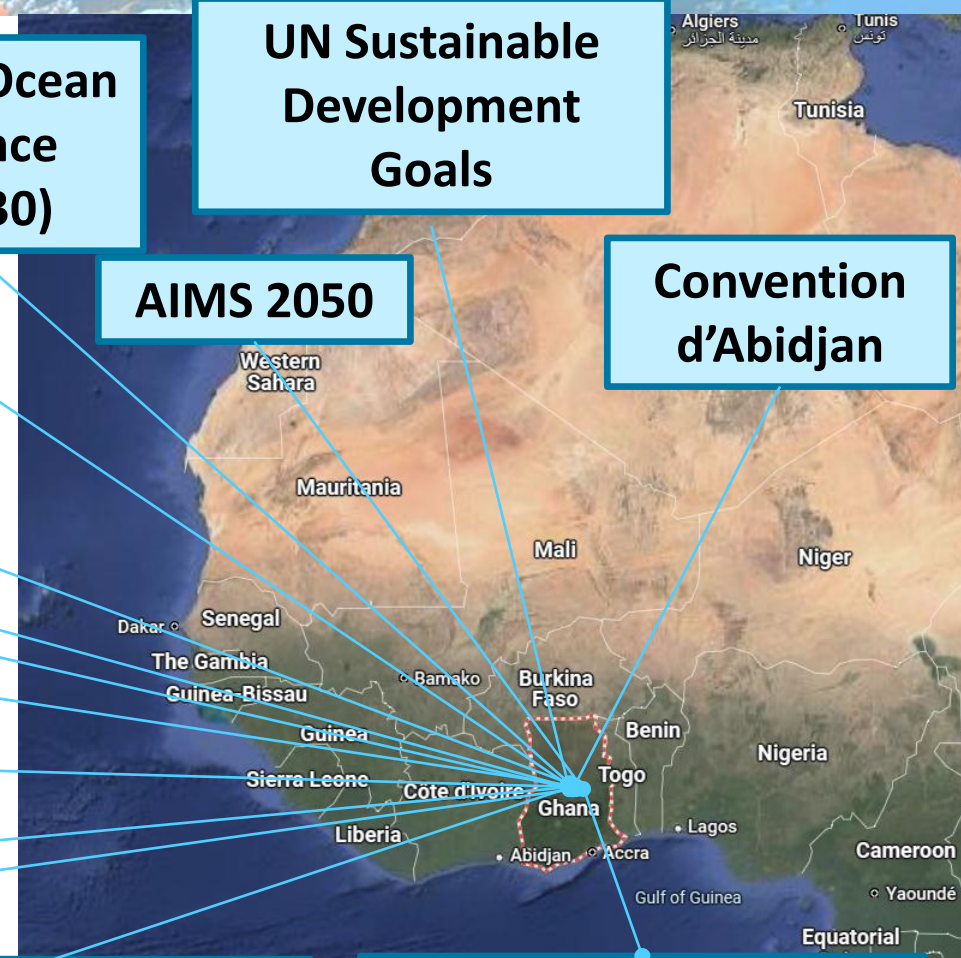 UN Sustainable
Development
Goals
Ocean
30)
AIMS 2050
Convention
d’Abidjan
Algiers
مدينة الجزائر
Tunis
تونس
Tunisia
Western
Sahara
Mauritania
Mali
Niger
Dakar
Senegal
The Gambia
Bamako
Burkina
Faso
Guinea-Bissau
Guinea
Benin
Nigeria
Sierra Leone
Côte d'Ivoire
Togo
Ghana
Liberia
Lagos
Abidjan
Accra
Cameroon
Gulf of Guinea
Yaoundé
Equatorial